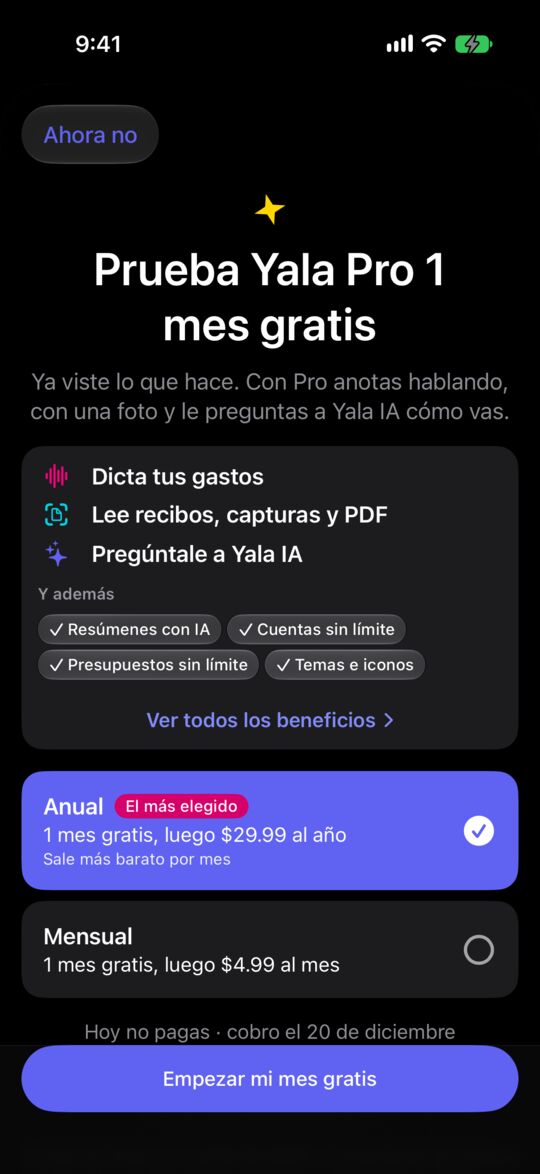 9:41
Ahora no
Prueba Yala Pro 1
mes gratis
Ya viste lo que hace. Con Pro anotas hablando,
con una foto y le preguntas a Yala IA cómo vas.
Dicta tus gastos
Lee recibos, capturas y PDF
Pregúntale a Yala IA
Y además
Resúmenes con IA
Cuentas sin límite
Presupuestos sin límite
Temas e iconos
Ver todos los beneficios
Anual
El más elegido
1 mes gratis, luego $29.99 al año
Sale más barato por mes
Mensual
1 mes gratis, luego $4.99 al mes
Hoy no pagas · cobro el 20 de diciembre
Empezar mi mes gratis